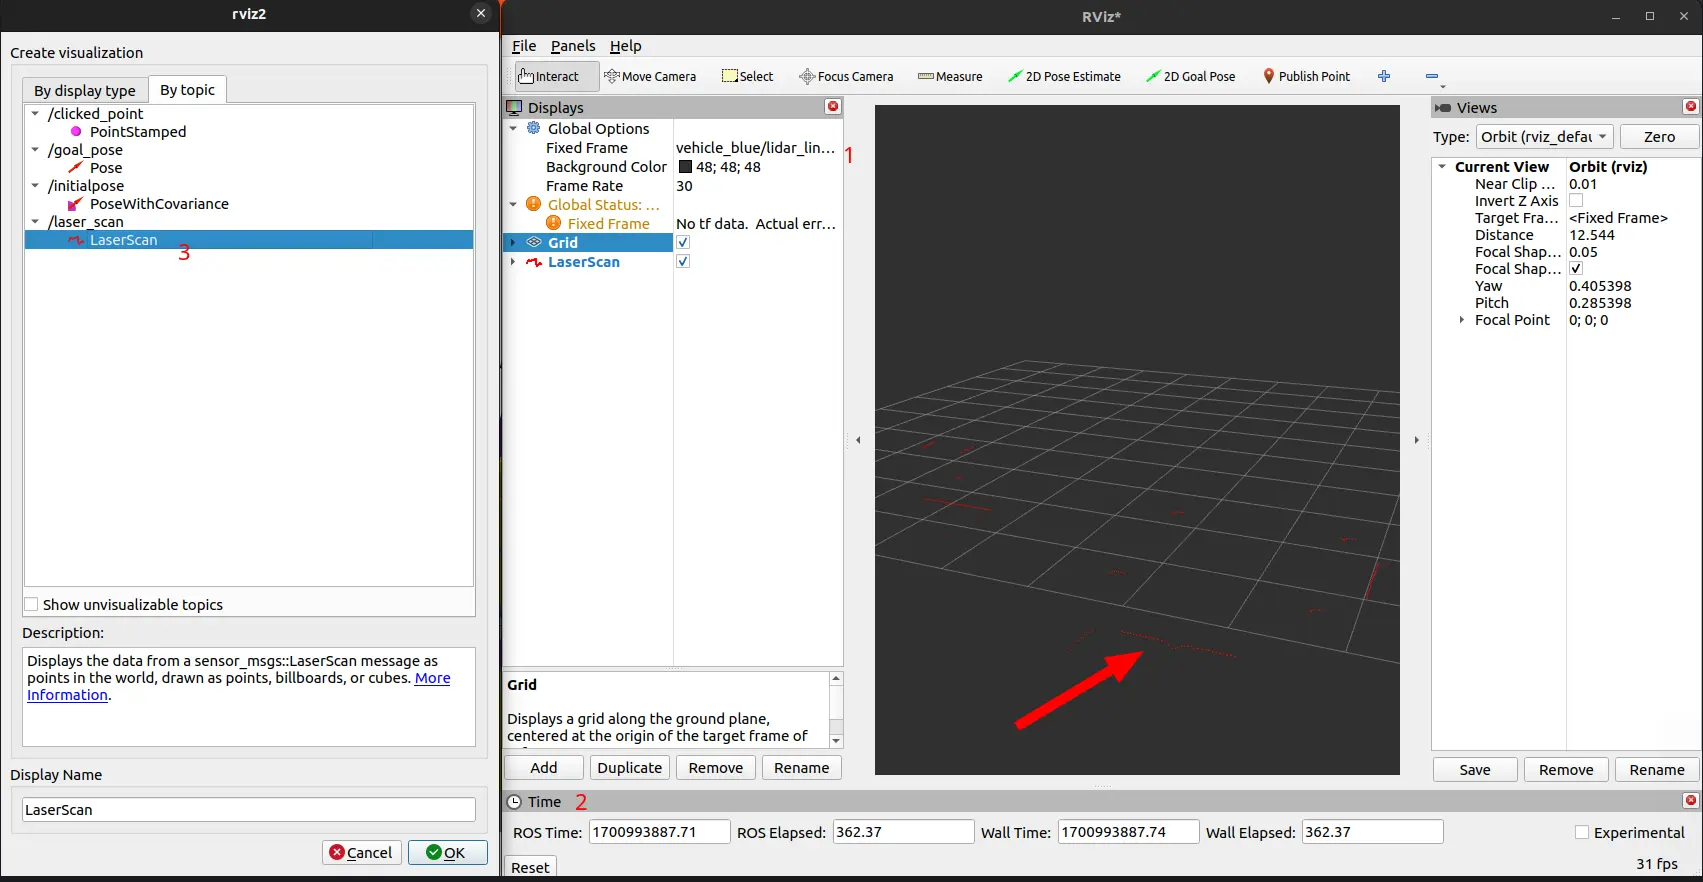 rviz2
Create visualization
By display type
By topic
/clicked_point
PointStamped
/goal_pose
Pose
/initialpose
PoseWithCovariance
/laser_scan
LaserScan
3
Show unvisualizable topics
Description:
Displays the data from a sensor_msgs::LaserScan message as
points in the world, drawn as points, billboards, or cubes. More
Information.
Display Name
LaserScan
Cancel
OK
RViz*
File Panels Help
Interact Move Camera Select Focus Camera Measure 2D Pose Estimate 2D Goal Pose Publish Point
Displays
Global Options
Fixed Frame vehicle_blue/lidar_lin...
1
Background Color 48; 48; 48
Frame Rate 30
Global Status: ...
Fixed Frame No tf data. Actual err...
Grid
LaserScan
Grid
Displays a grid along the ground plane,
centered at the origin of the target frame of
Add Duplicate Remove Rename
Views
Type: Orbit (rviz_defau Zero
Current View Orbit (rviz)
Near Clip ... 0.01
Invert Z Axis
Target Fra... <Fixed Frame>
Distance 12.544
Focal Shap... 0.05
Focal Shap...
Yaw 0.405398
Pitch 0.285398
Focal Point 0; 0; 0
Save Remove Rename
Time 2
ROS Time: 1700993887.71 ROS Elapsed: 362.37 Wall Time: 1700993887.74 Wall Elapsed: 362.37 Experimental
Reset 31 fps